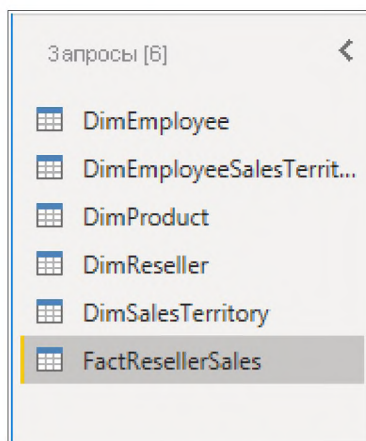 Запросы [6]
DimEmployee
DimEmployeeSalesTerrit...
DimProduct
DimReseller
DimSalesTerritory
FactResellerSales